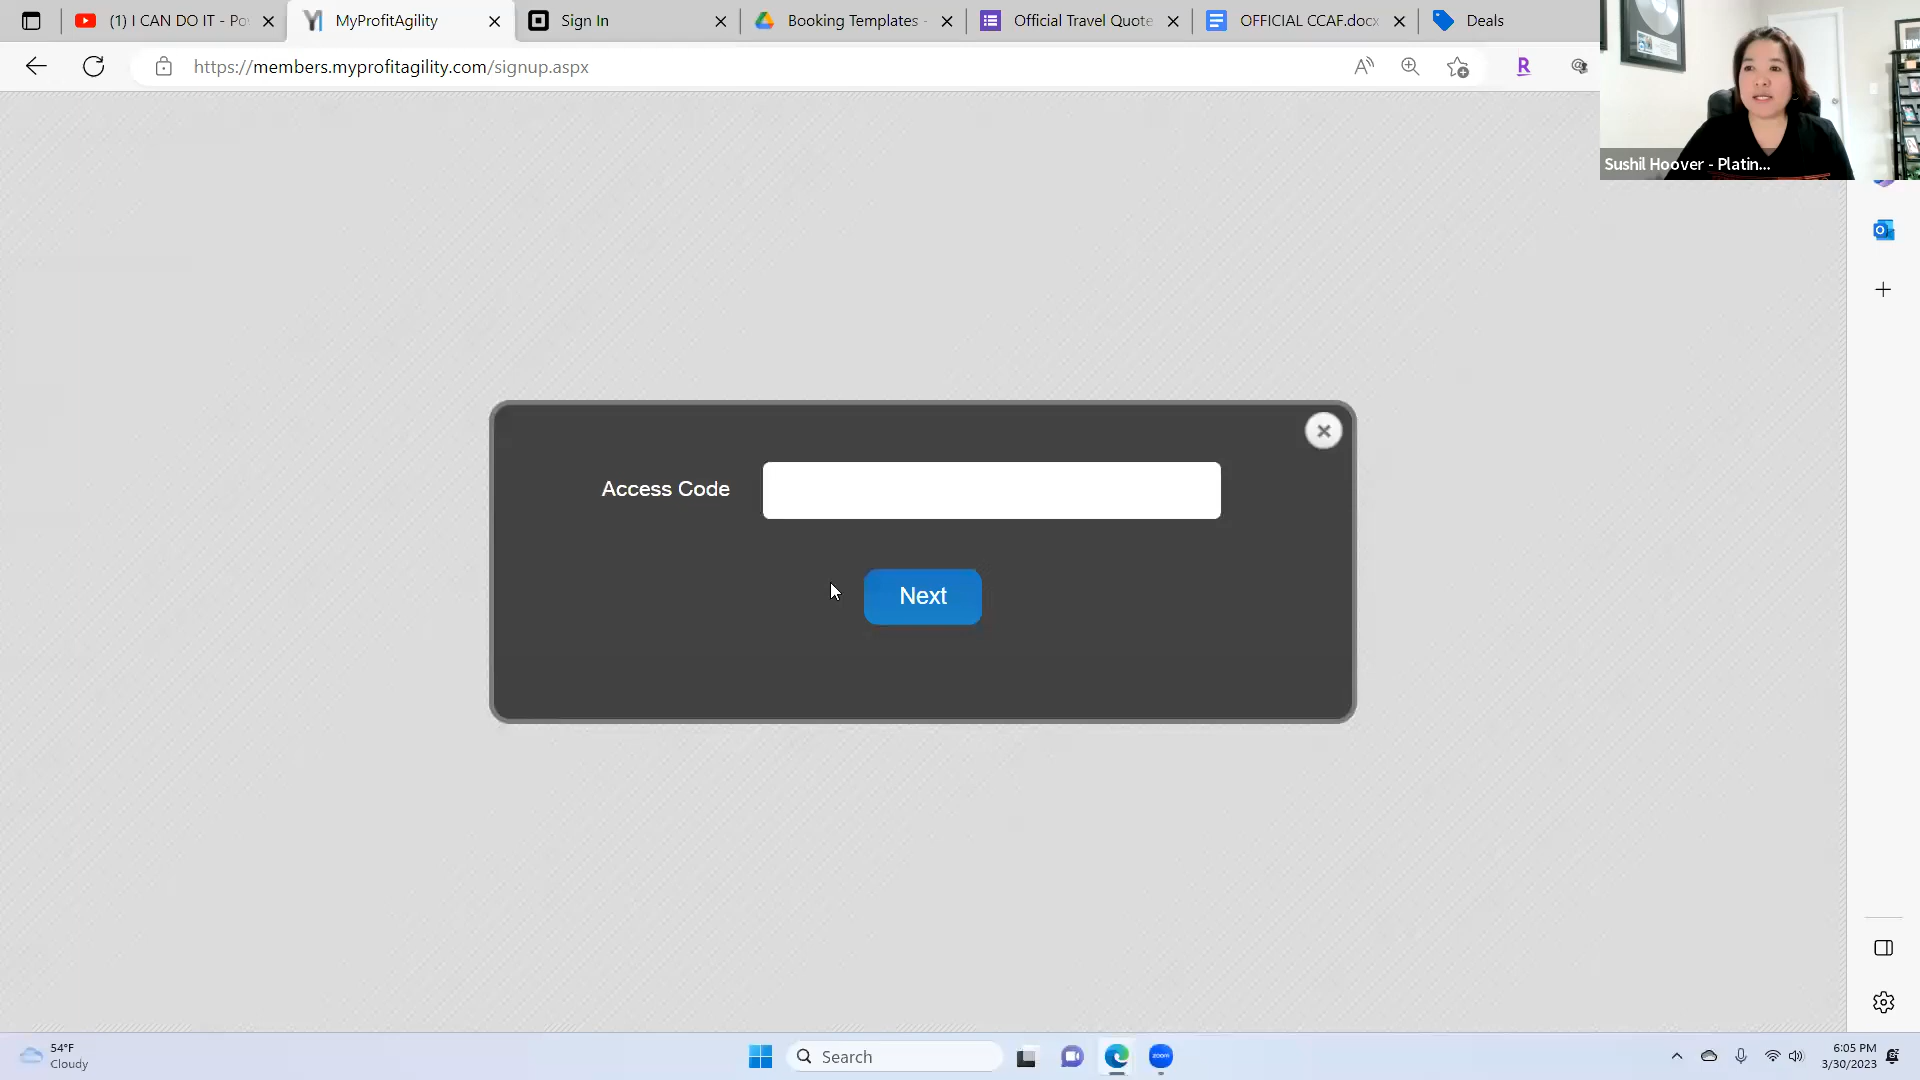 (1) I CAN DO IT - Po
MyProfitAgility
Sign In
Booking Templates -
Official Travel Quote
OFFICIAL CCAF.docx
Deals
https://members.myprofitagility.com/signup.aspx
Sushil Hoover - Platin...
Access Code
Next
54°F
Cloudy
Search
zoom
6:05 PM
3/30/2023